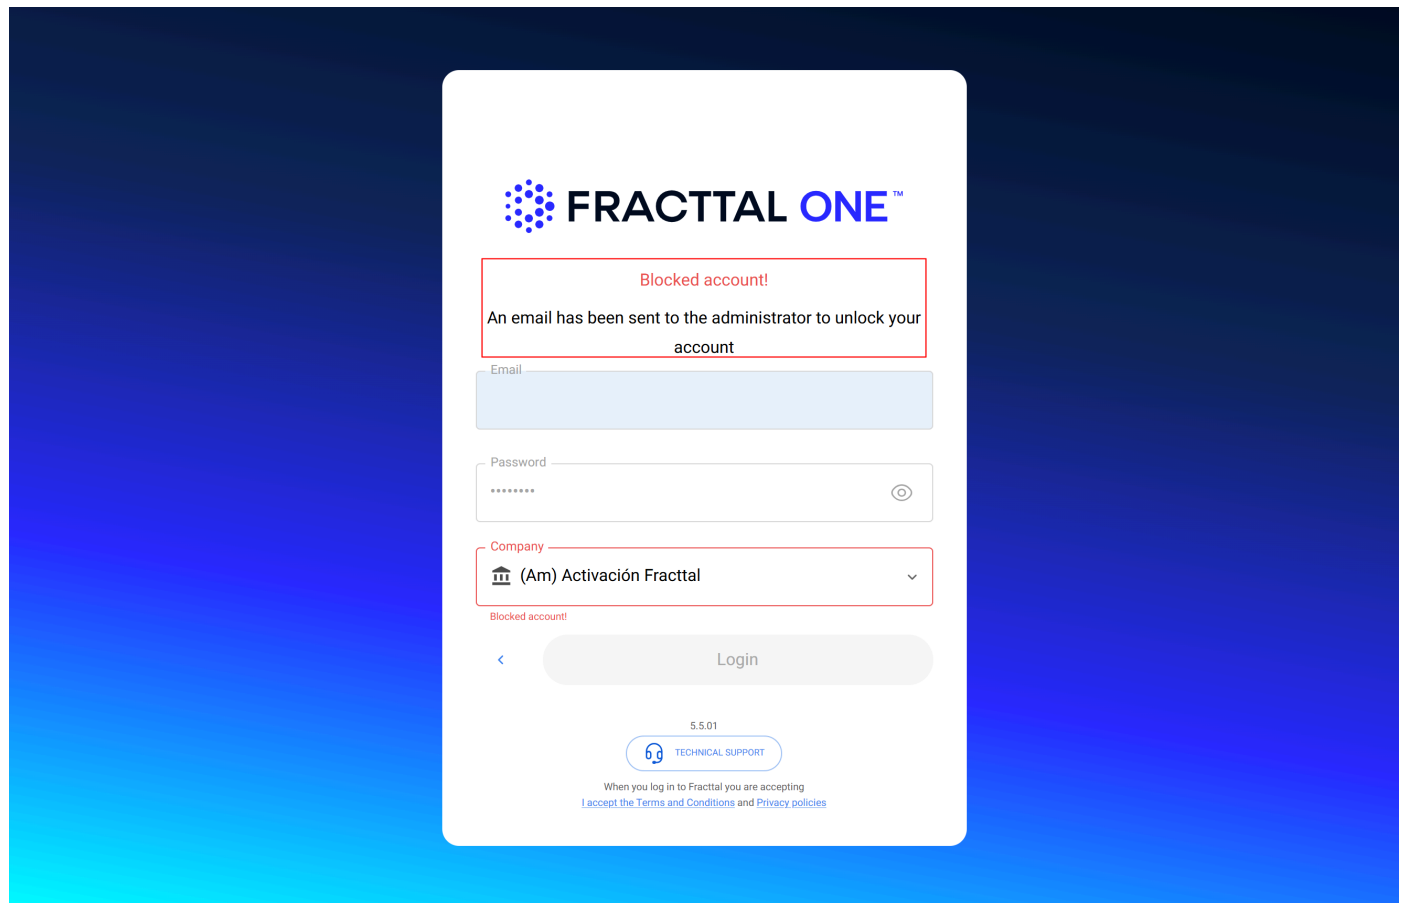 FRACTTAL ONE™
Blocked account!
An email has been sent to the administrator to unlock your
account
Email
Password
••••••••
Company
(Am) Activación Fracttal
Blocked account!
Login
5.5.01
TECHNICAL SUPPORT
When you log in to Fracttal you are accepting
I accept the Terms and Conditions and Privacy policies